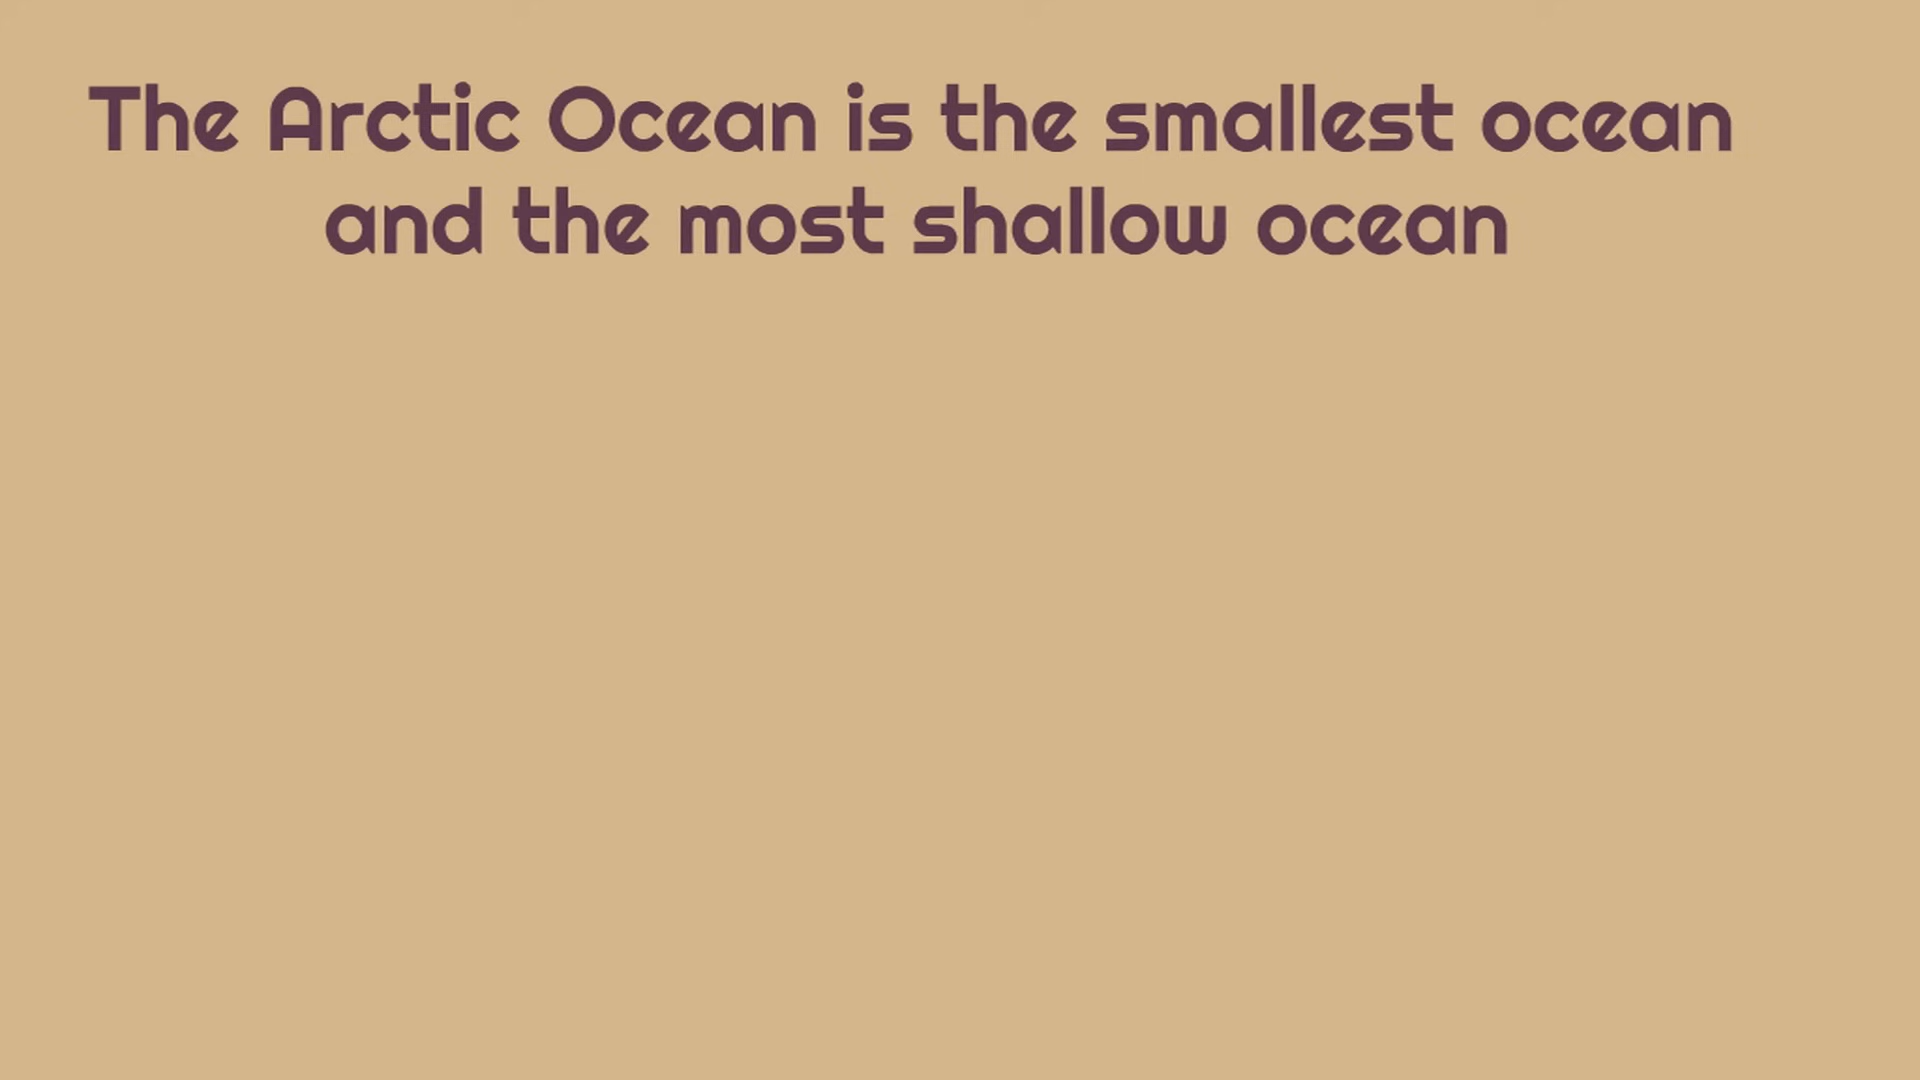 The Arctic Ocean is the smallest ocean
and the most shallow ocean